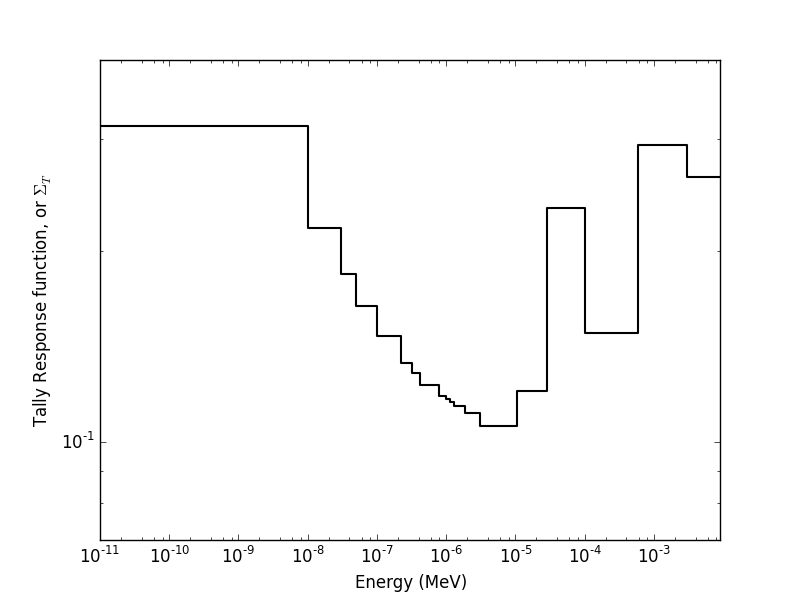 Tally Response function, or Σ_T
10^-1
10^-11 10^-10 10^-9 10^-8 10^-7 10^-6 10^-5 10^-4 10^-3
Energy (MeV)